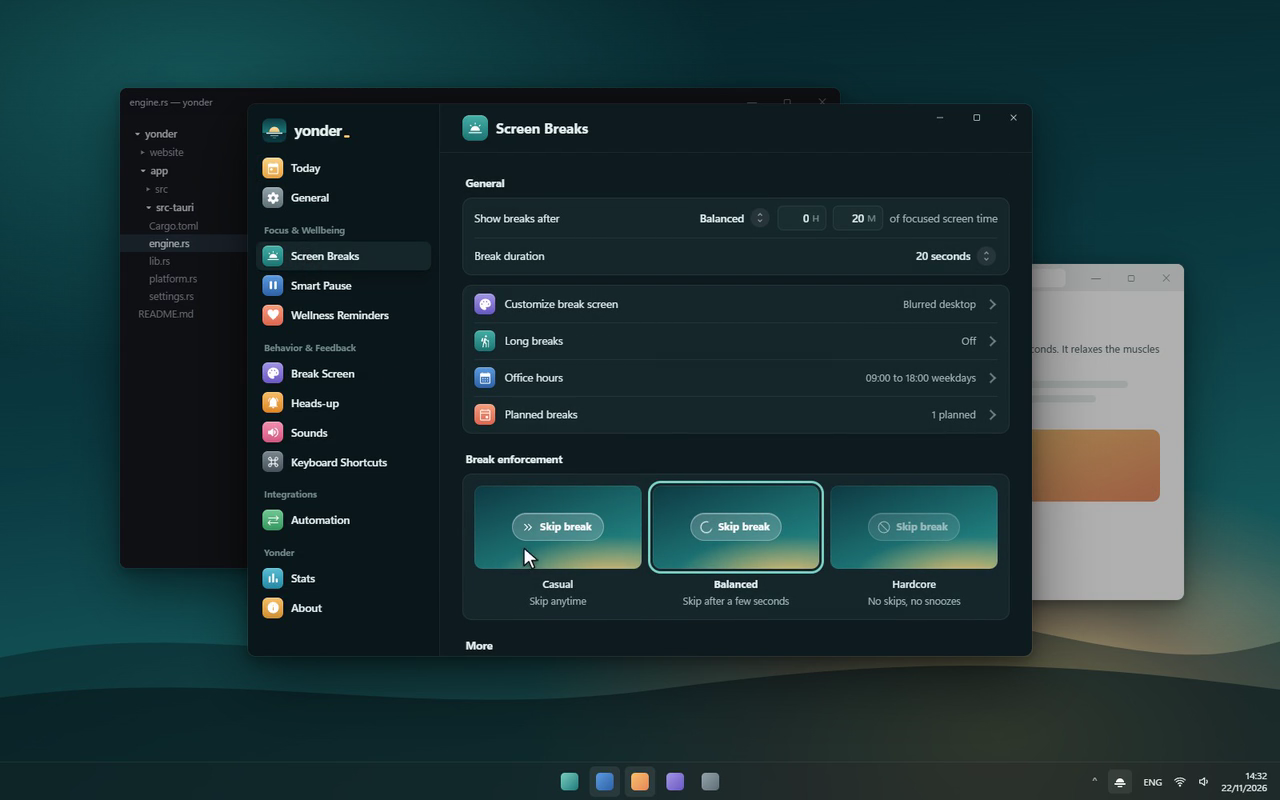 engine.rs — yonder
yonder
website
app
src
src-tauri
Cargo.toml
engine.rs
lib.rs
platform.rs
settings.rs
README.md
yonder_
Today
General
Focus & Wellbeing
Screen Breaks
Smart Pause
Wellness Reminders
Behavior & Feedback
Break Screen
Heads-up
Sounds
Keyboard Shortcuts
Integrations
Automation
Yonder
Stats
About
Screen Breaks
General
Show breaks after Balanced 0 H 20 M of focused screen time
Break duration 20 seconds
Customize break screen Blurred desktop
Long breaks Off
Office hours 09:00 to 18:00 weekdays
Planned breaks 1 planned
Break enforcement
Skip break Skip break Skip break
Casual Balanced Hardcore
Skip anytime Skip after a few seconds No skips, no snoozes
More
It relaxes the muscles
ENG
14:32
22/11/2026